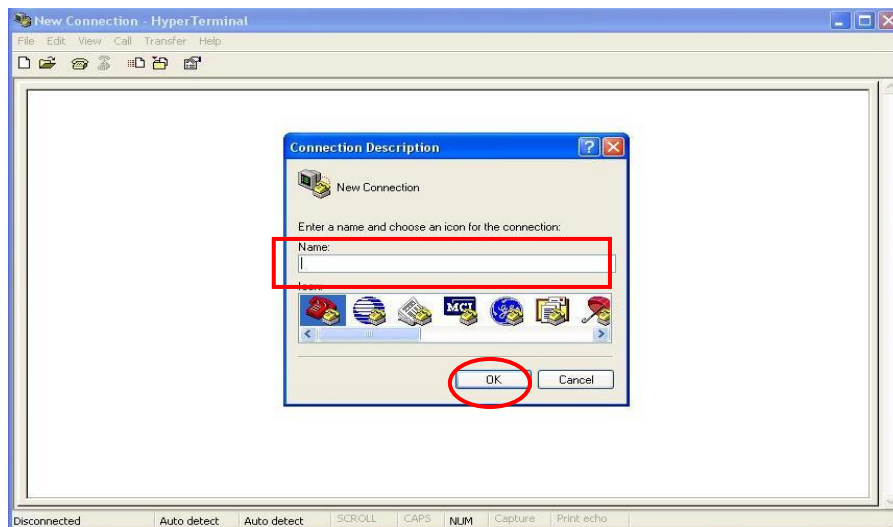 New Connection - HyperTerminal
File Edit View Call Transfer Help
Connection Description
New Connection
Enter a name and choose an icon for the connection:
Name:
Icon:
MCI
OK Cancel
Disconnected Auto detect Auto detect SCROLL CAPS NUM Capture Print echo